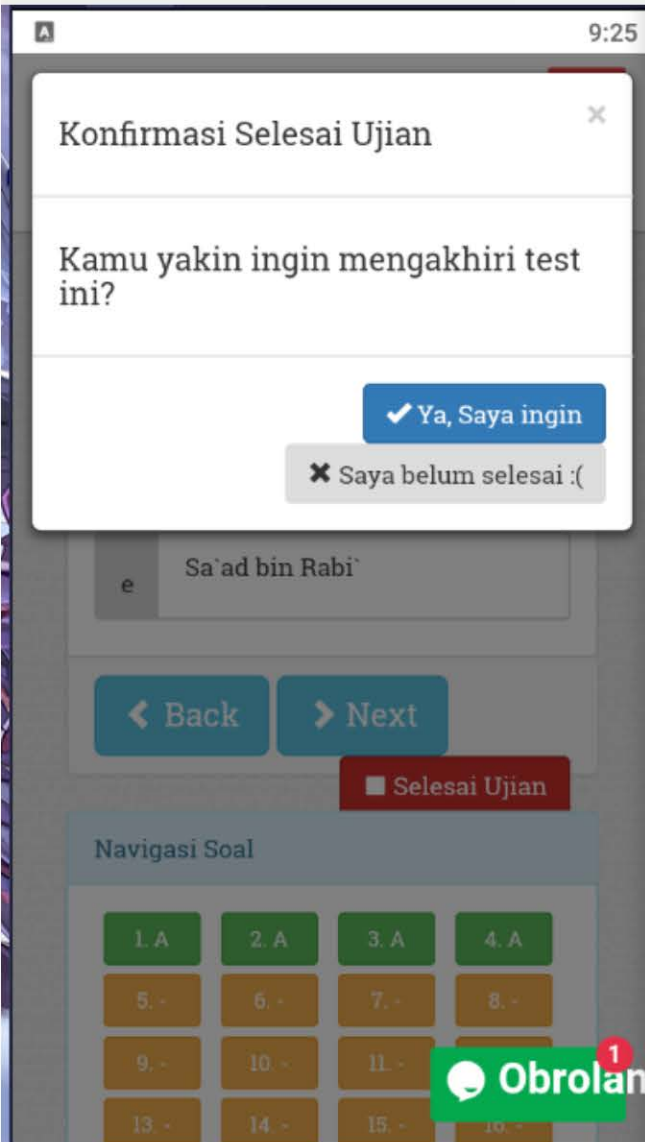 A
9:25
Konfirmasi Selesai Ujian
×
Kamu yakin ingin mengakhiri test
ini?
Ya, Saya ingin
Saya belum selesai :(
e
Sa`ad bin Rabi`
Back
Next
Selesai Ujian
Navigasi Soal
1. A 2. A 3. A 4. A
5. - 6. - 7. - 8. -
9. - 10. - 11. -
1
Obrolan
13. - 14. - 15. - 16. -